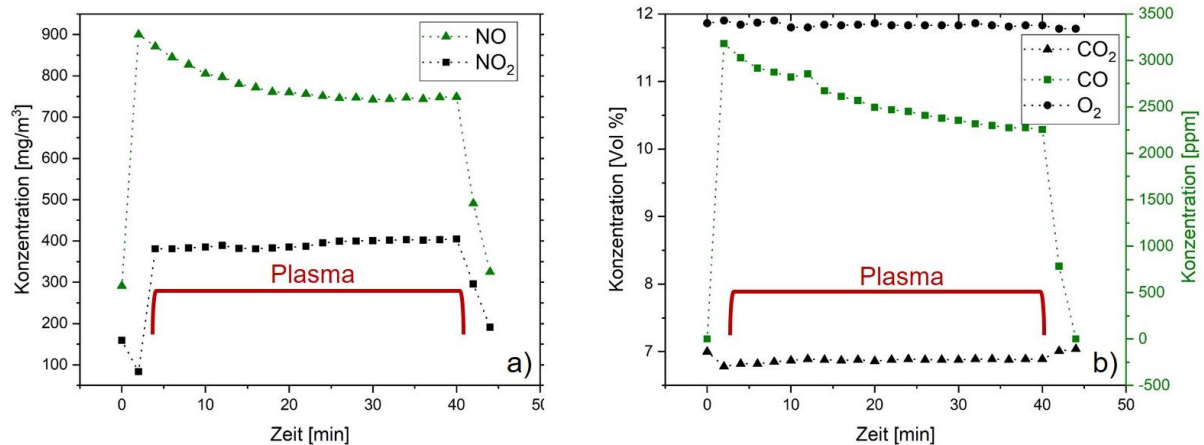 900
800
700
600
500
400
300
200
100
Konzentration [mg/m³]
NO
NO₂
Plasma
a)
0
10
20
30
40
50
Zeit [min]
12
11
10
9
8
7
Konzentration [Vol %]
CO₂
CO
O₂
Plasma
b)
0
10
20
30
40
50
Zeit [min]
3500
3000
2500
2000
1500
1000
500
0
-500
Konzentration [ppm]